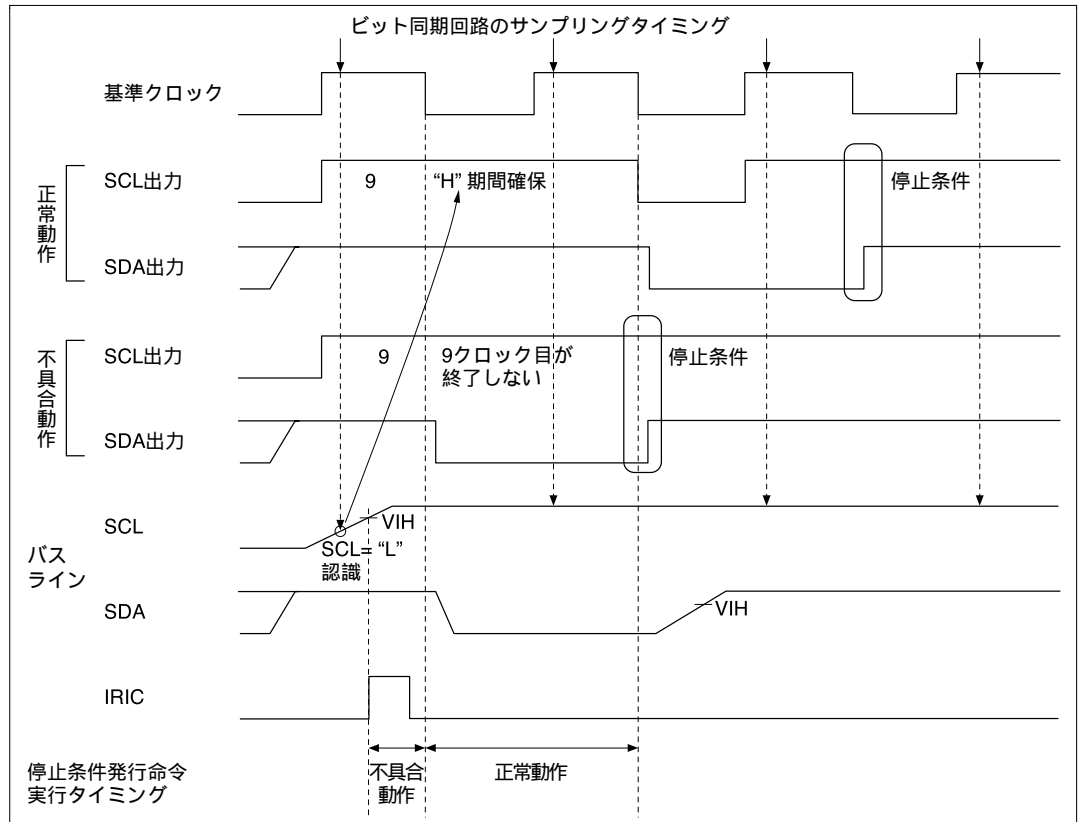 ビット同期回路のサンプリングタイミング
基準クロック
正常動作
SCL出力
9
“H” 期間確保
停止条件
SDA出力
不具合動作
SCL出力
9
9クロック目が
終了しない
停止条件
SDA出力
バス
ライン
SCL
VIH
SCL= “L”
認識
SDA
VIH
IRIC
停止条件発行命令
実行タイミング
不具合
動作
正常動作